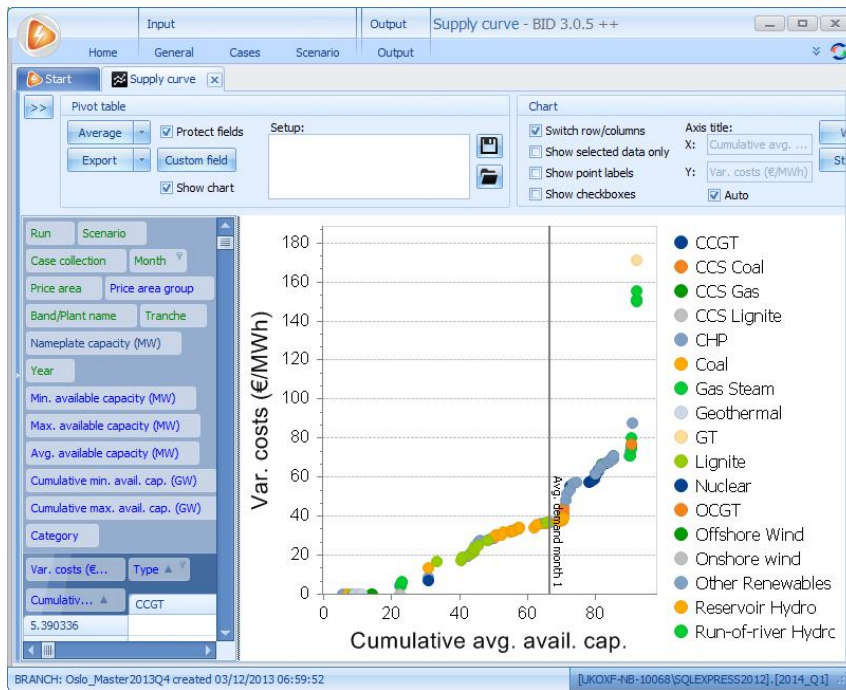 Input
Output
Supply curve - BID 3.0.5 ++
Home
General
Cases
Scenario
Output
Start
Supply curve
>>
Pivot table
Average
Protect fields
Setup:
Export
Custom field
Show chart
Chart
Switch row/columns
Show selected data only
Show point labels
Show checkboxes
Axis title:
X: Cumulative avg. ...
Y: Var. costs (€/MWh)
Auto
W
St
Run
Scenario
Case collection
Month
Price area
Price area group
Band/Plant name
Tranche
Nameplate capacity (MW)
Year
Min. available capacity (MW)
Max. available capacity (MW)
Avg. available capacity (MW)
Cumulative min. avail. cap. (GW)
Cumulative max. avail. cap. (GW)
Category
Var. costs (€...
Type
Cumulativ...
CCGT
5.390336
Var. costs (€/MWh)
180
160
140
120
100
80
60
40
20
0
0 20 40 60 80
Cumulative avg. avail. cap.
Avg. demand month 1
CCGT
CCS Coal
CCS Gas
CCS Lignite
CHP
Coal
Gas Steam
Geothermal
GT
Lignite
Nuclear
OCGT
Offshore Wind
Onshore wind
Other Renewables
Reservoir Hydro
Run-of-river Hydro
BRANCH: Oslo_Master2013Q4 created 03/12/2013 06:59:52
[UKOXF-NB-10068\SQLEXPRESS2012].[2014_Q1]